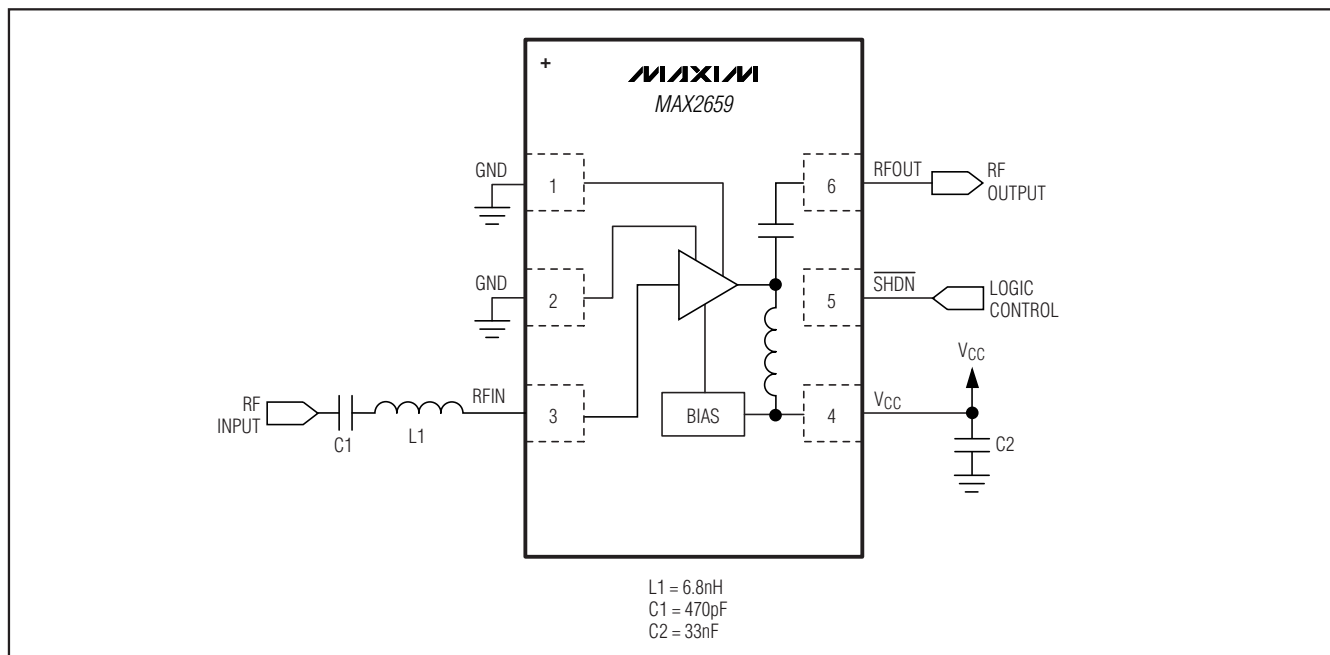 +
MAXIM
MAX2659
GND
1
6
RFOUT
RF
OUTPUT
GND
2
5
SHDN
LOGIC
CONTROL
RF
INPUT
C1
L1
RFIN
3
BIAS
4
VCC
VCC
C2
L1 = 6.8nH
C1 = 470pF
C2 = 33nF